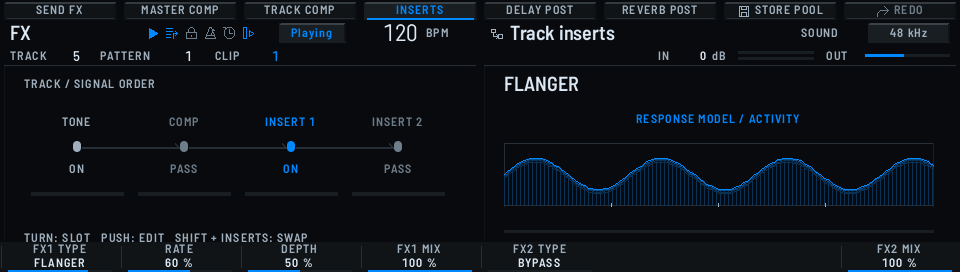 SEND FX
MASTER COMP
TRACK COMP
INSERTS
DELAY POST
REVERB POST
STORE POOL
REDO
FX
Playing
120 BPM
Track inserts
SOUND
48 kHz
TRACK 5 PATTERN 1 CLIP 1
IN 0 dB OUT
TRACK / SIGNAL ORDER
FLANGER
RESPONSE MODEL / ACTIVITY
TONE
COMP
INSERT 1
INSERT 2
ON
PASS
ON
PASS
TURN: SLOT PUSH: EDIT SHIFT + INSERTS: SWAP
FX1 TYPE
FLANGER
RATE
60 %
DEPTH
50 %
FX1 MIX
100 %
FX2 TYPE
BYPASS
FX2 MIX
100 %